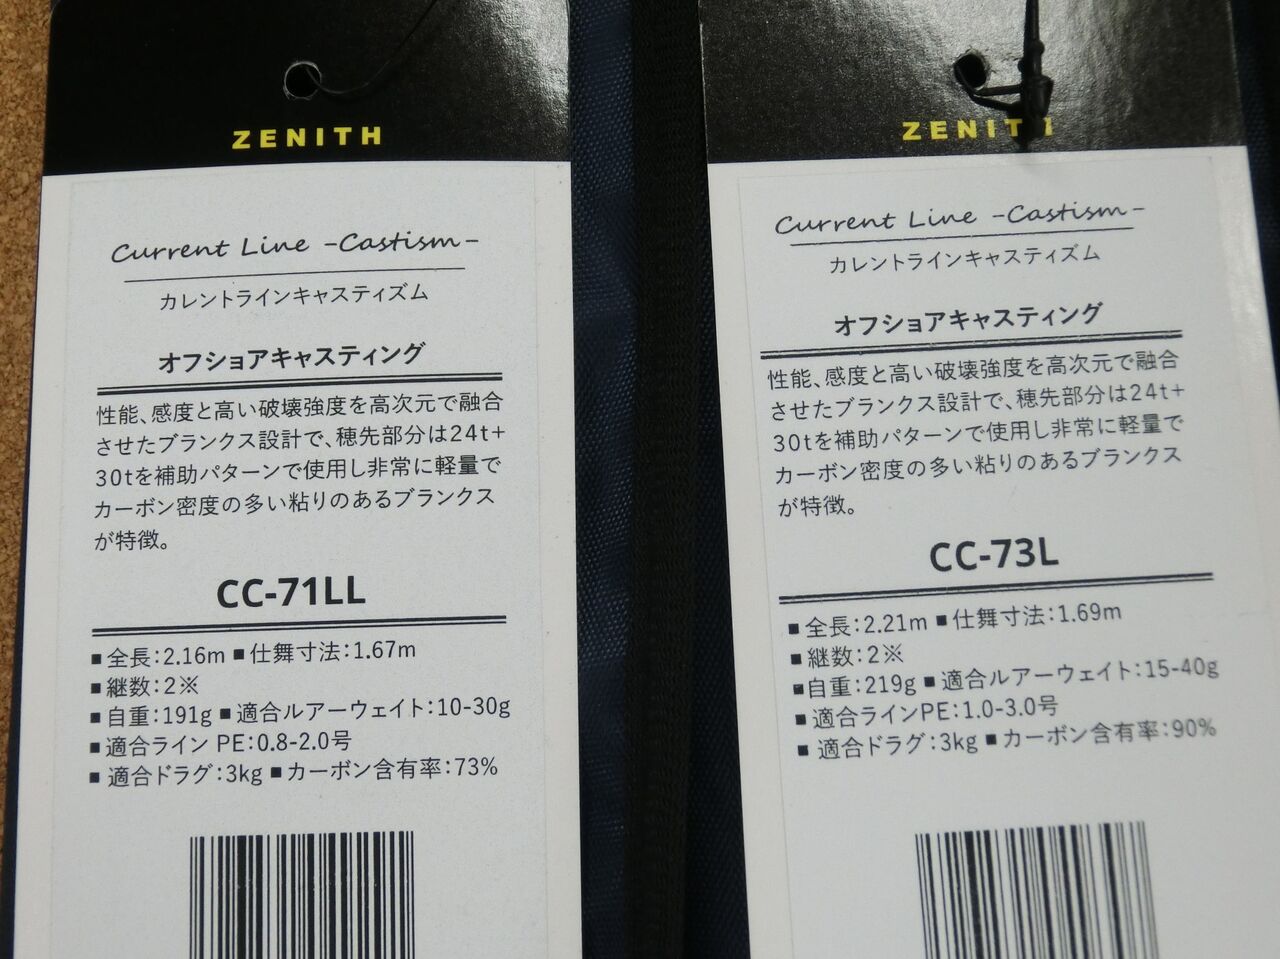 ZENITH
Current Line -Castism-
カレントラインキャスティズム
オフショアキャスティング
性能、感度と高い破壊強度を高次元で融合
させたブランクス設計で、穂先部分は24t+
30tを補助パターンで使用し非常に軽量で
カーボン密度の多い粘りのあるブランクス
が特徴。
CC-71LL
■全長:2.16m ■仕舞寸法:1.67m
■継数:2※
■自重:191g ■適合ルアーウェイト:10-30g
■適合ライン PE:0.8-2.0号
■適合ドラグ:3kg ■カーボン含有率:73%
ZENITH
Current Line -Castism-
カレントラインキャスティズム
オフショアキャスティング
性能、感度と高い破壊強度を高次元で融合
させたブランクス設計で、穂先部分は24t+
30tを補助パターンで使用し非常に軽量で
カーボン密度の多い粘りのあるブランクス
が特徴。
CC-73L
■全長:2.21m ■仕舞寸法:1.69m
■継数:2※
■自重:219g ■適合ルアーウェイト:15-40g
■適合ラインPE:1.0-3.0号
■適合ドラグ:3kg ■カーボン含有率:90%